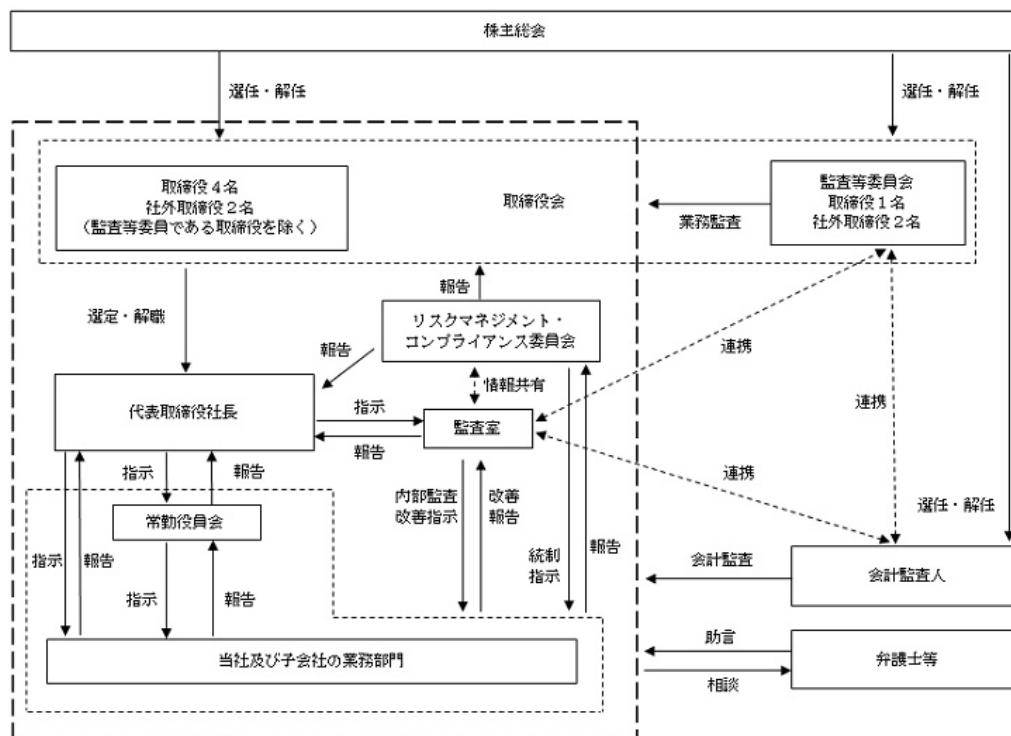 株主総会
選任・解任
選任・解任
取締役４名
社外取締役２名
（監査等委員である取締役を除く）
取締役会
業務監査
監査等委員会
取締役１名
社外取締役２名
選定・解職
報告
報告
リスクマネジメント・
コンプライアンス委員会
連携
情報共有
連携
代表取締役社長
指示
報告
監査室
連携
指示
報告
内部監査
改善指示
改善
報告
選任・解任
常勤役員会
指示
報告
統制
指示
報告
会計監査
会計監査人
指示
報告
助言
当社及び子会社の業務部門
弁護士等
相談